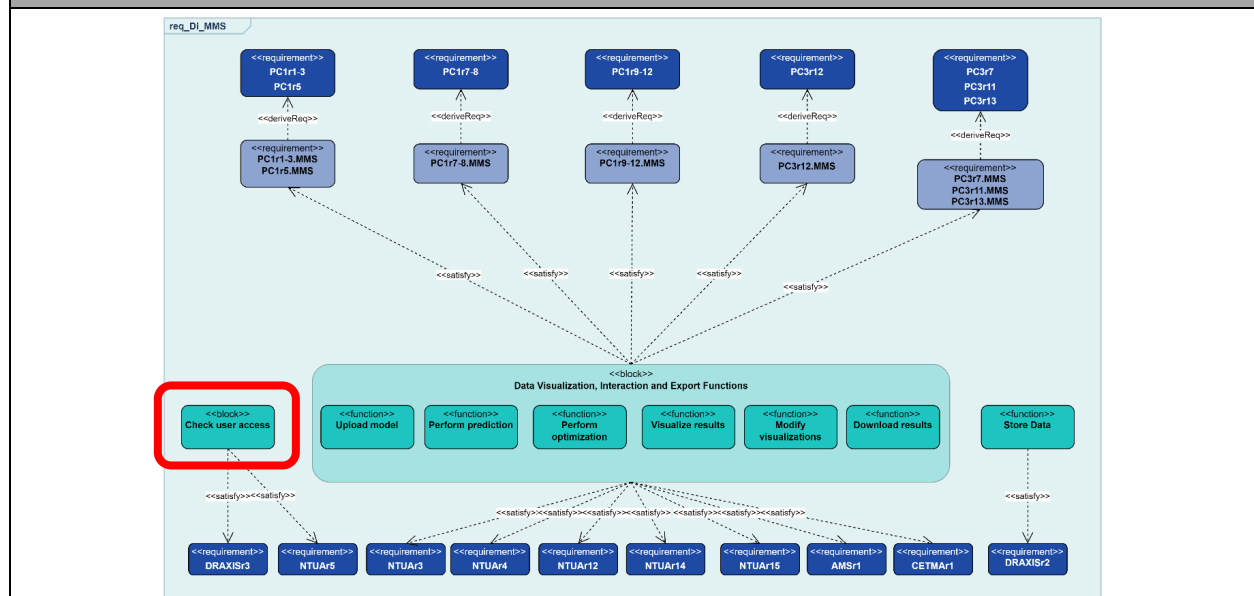 req_Di_MMS
<<requirement>>
PC1r1-3
PC1r5
<<requirement>>
PC1r7-8
<<requirement>>
PC1r9-12
<<requirement>>
PC3r12
<<requirement>>
PC3r7
PC3r11
PC3r13
<<deriveReq>>
<<deriveReq>>
<<deriveReq>>
<<deriveReq>>
<<deriveReq>>
<<requirement>>
PC1r1-3.MMS
PC1r5.MMS
<<requirement>>
PC1r7-8.MMS
<<requirement>>
PC1r9-12.MMS
<<requirement>>
PC3r12.MMS
<<requirement>>
PC3r7.MMS
PC3r11.MMS
PC3r13.MMS
<<satisfy>>
<<satisfy>>
<<satisfy>>
<<satisfy>>
<<satisfy>>
<<block>>
Data Visualization, Interaction and Export Functions
<<block>>
Check user access
<<function>>
Upload model
<<function>>
Perform prediction
<<function>>
Perform
optimization
<<function>>
Visualize results
<<function>>
Modify
visualizations
<<function>>
Download results
<<function>>
Store Data
<<satisfy>>
<<satisfy>>
<<satisfy>
<<satisfy>>
<<satisfy>>
<<satisfy>>
<<satisfy>>
<<satisfy>>
<<satisfy>>
<<satisfy>>
<<requirement>>
DRAXISr3
<<requirement>>
NTUAr5
<<requirement>>
NTUAr3
<<requirement>>
NTUAr4
<<requirement>>
NTUAr12
<<requirement>>
NTUAr14
<<requirement>>
NTUAr15
<<requirement>>
AMSr1
<<requirement>>
CETMAr1
<<requirement>>
DRAXISr2